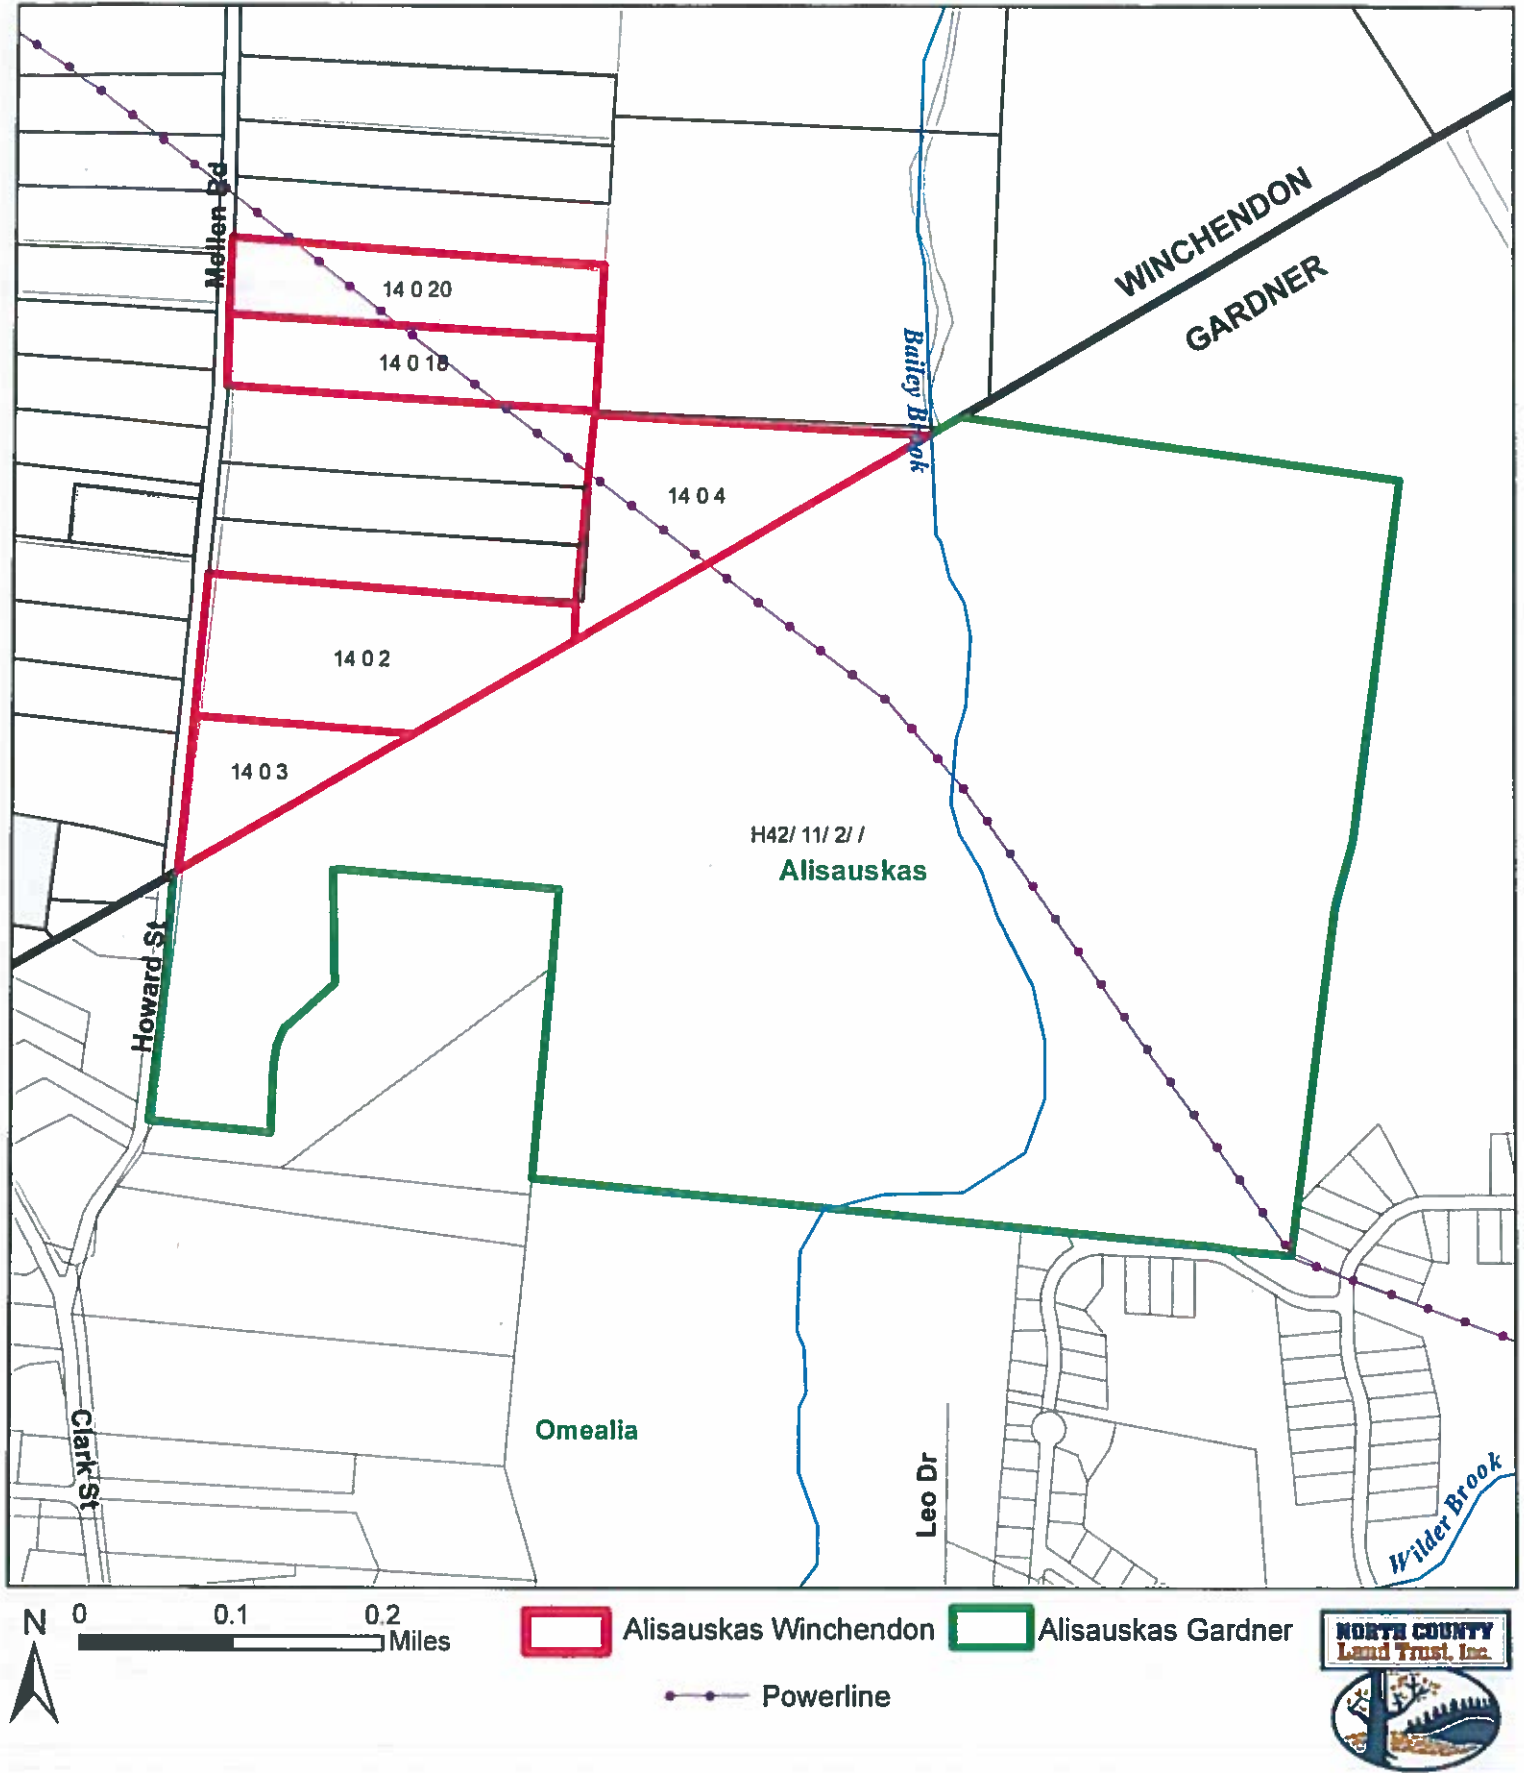 Mellen Rd
WINCHENDON
GARDNER
14 0 20
14 0 18
Bailey Brook
14 0 4
14 0 2
14 0 3
H42/ 11/ 2/ /
Alisauskas
Howard St
Omealia
Clark St
Leo Dr
Wilder Brook
N
0 0.1 0.2
Miles
Alisauskas Winchendon
Alisauskas Gardner
Powerline
NORTH COUNTY
Land Trust, Inc.